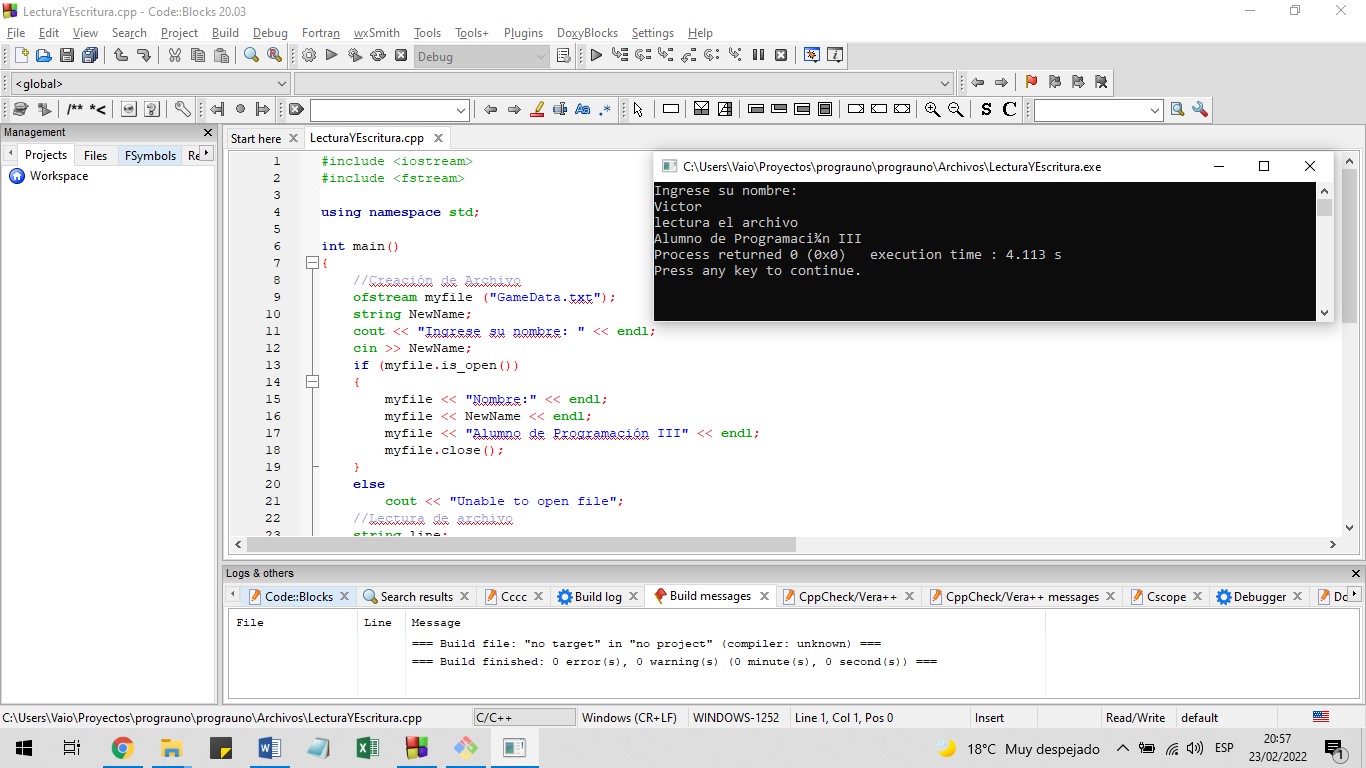 LecturaYEscritura.cpp - Code::Blocks 20.03
File Edit View Search Project Build Debug Fortran wxSmith Tools Tools+ Plugins DoxyBlocks Settings Help
Debug
<global>
/** *<
Aa .*
S C
Management
Projects Files FSymbols Re
Workspace
Start here LecturaYEscritura.cpp
1 #include <iostream>
2 #include <fstream>
3
4 using namespace std;
5
6 int main()
7 {
8 //Creación de Archivo
9 ofstream myfile ("GameData.txt");
10 string NewName;
11 cout << "Ingrese su nombre: " << endl;
12 cin >> NewName;
13 if (myfile.is_open())
14 {
15 myfile << "Nombre:" << endl;
16 myfile << NewName << endl;
17 myfile << "Alumno de Programación III" << endl;
18 myfile.close();
19 }
20 else
21 cout << "Unable to open file";
22 //Lectura de archivo
23 string line;
C:\Users\Vaio\Proyectos\prograuno\prograuno\Archivos\LecturaYEscritura.exe
Ingrese su nombre:
Victor
lectura el archivo
Alumno de Programaci¾n III
Process returned 0 (0x0)   execution time : 4.113 s
Press any key to continue.
Logs & others
Code::Blocks Search results Cccc Build log Build messages CppCheck/Vera++ CppCheck/Vera++ messages Cscope Debugger Dc
File Line Message
=== Build file: "no target" in "no project" (compiler: unknown) ===
=== Build finished: 0 error(s), 0 warning(s) (0 minute(s), 0 second(s)) ===
C:\Users\Vaio\Proyectos\prograuno\prograuno\Archivos\LecturaYEscritura.cpp C/C++ Windows (CR+LF) WINDOWS-1252 Line 1, Col 1, Pos 0 Insert Read/Write default
18°C Muy despejado ESP 20:57
23/02/2022
1